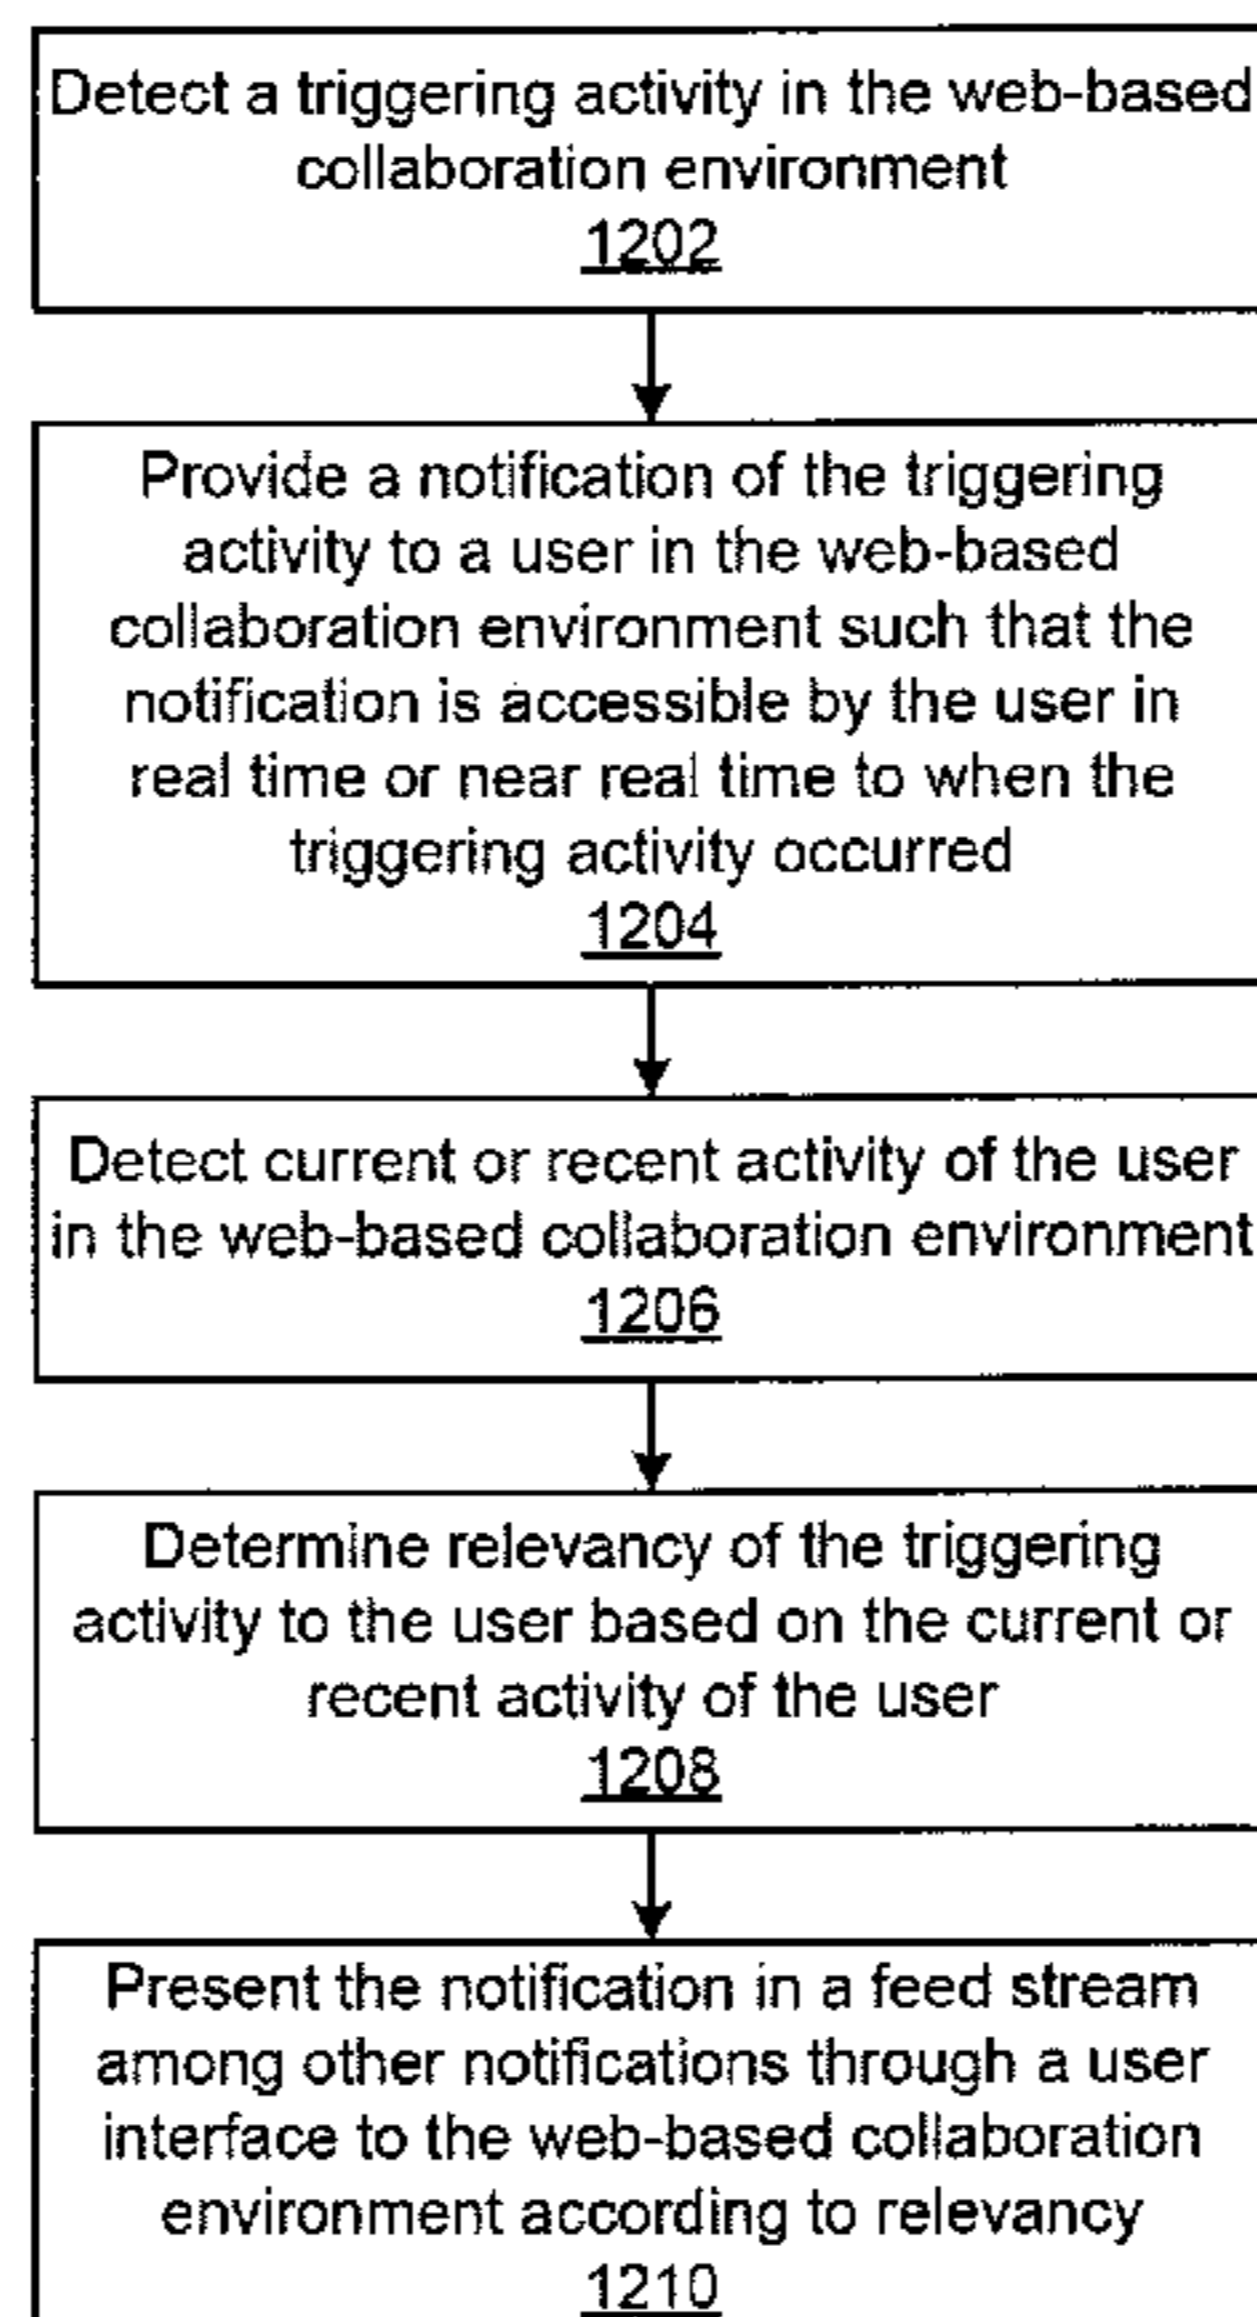 Detect a triggering activity in the web-based
collaboration environment
1202
Provide a notification of the triggering
activity to a user in the web-based
collaboration environment such that the
notification is accessible by the user in
real time or near real time to when the
triggering activity occurred
1204
Detect current or recent activity of the user
in the web-based collaboration environment
1206
Determine relevancy of the triggering
activity to the user based on the current or
recent activity of the user
1208
Present the notification in a feed stream
among other notifications through a user
interface to the web-based collaboration
environment according to relevancy
1210